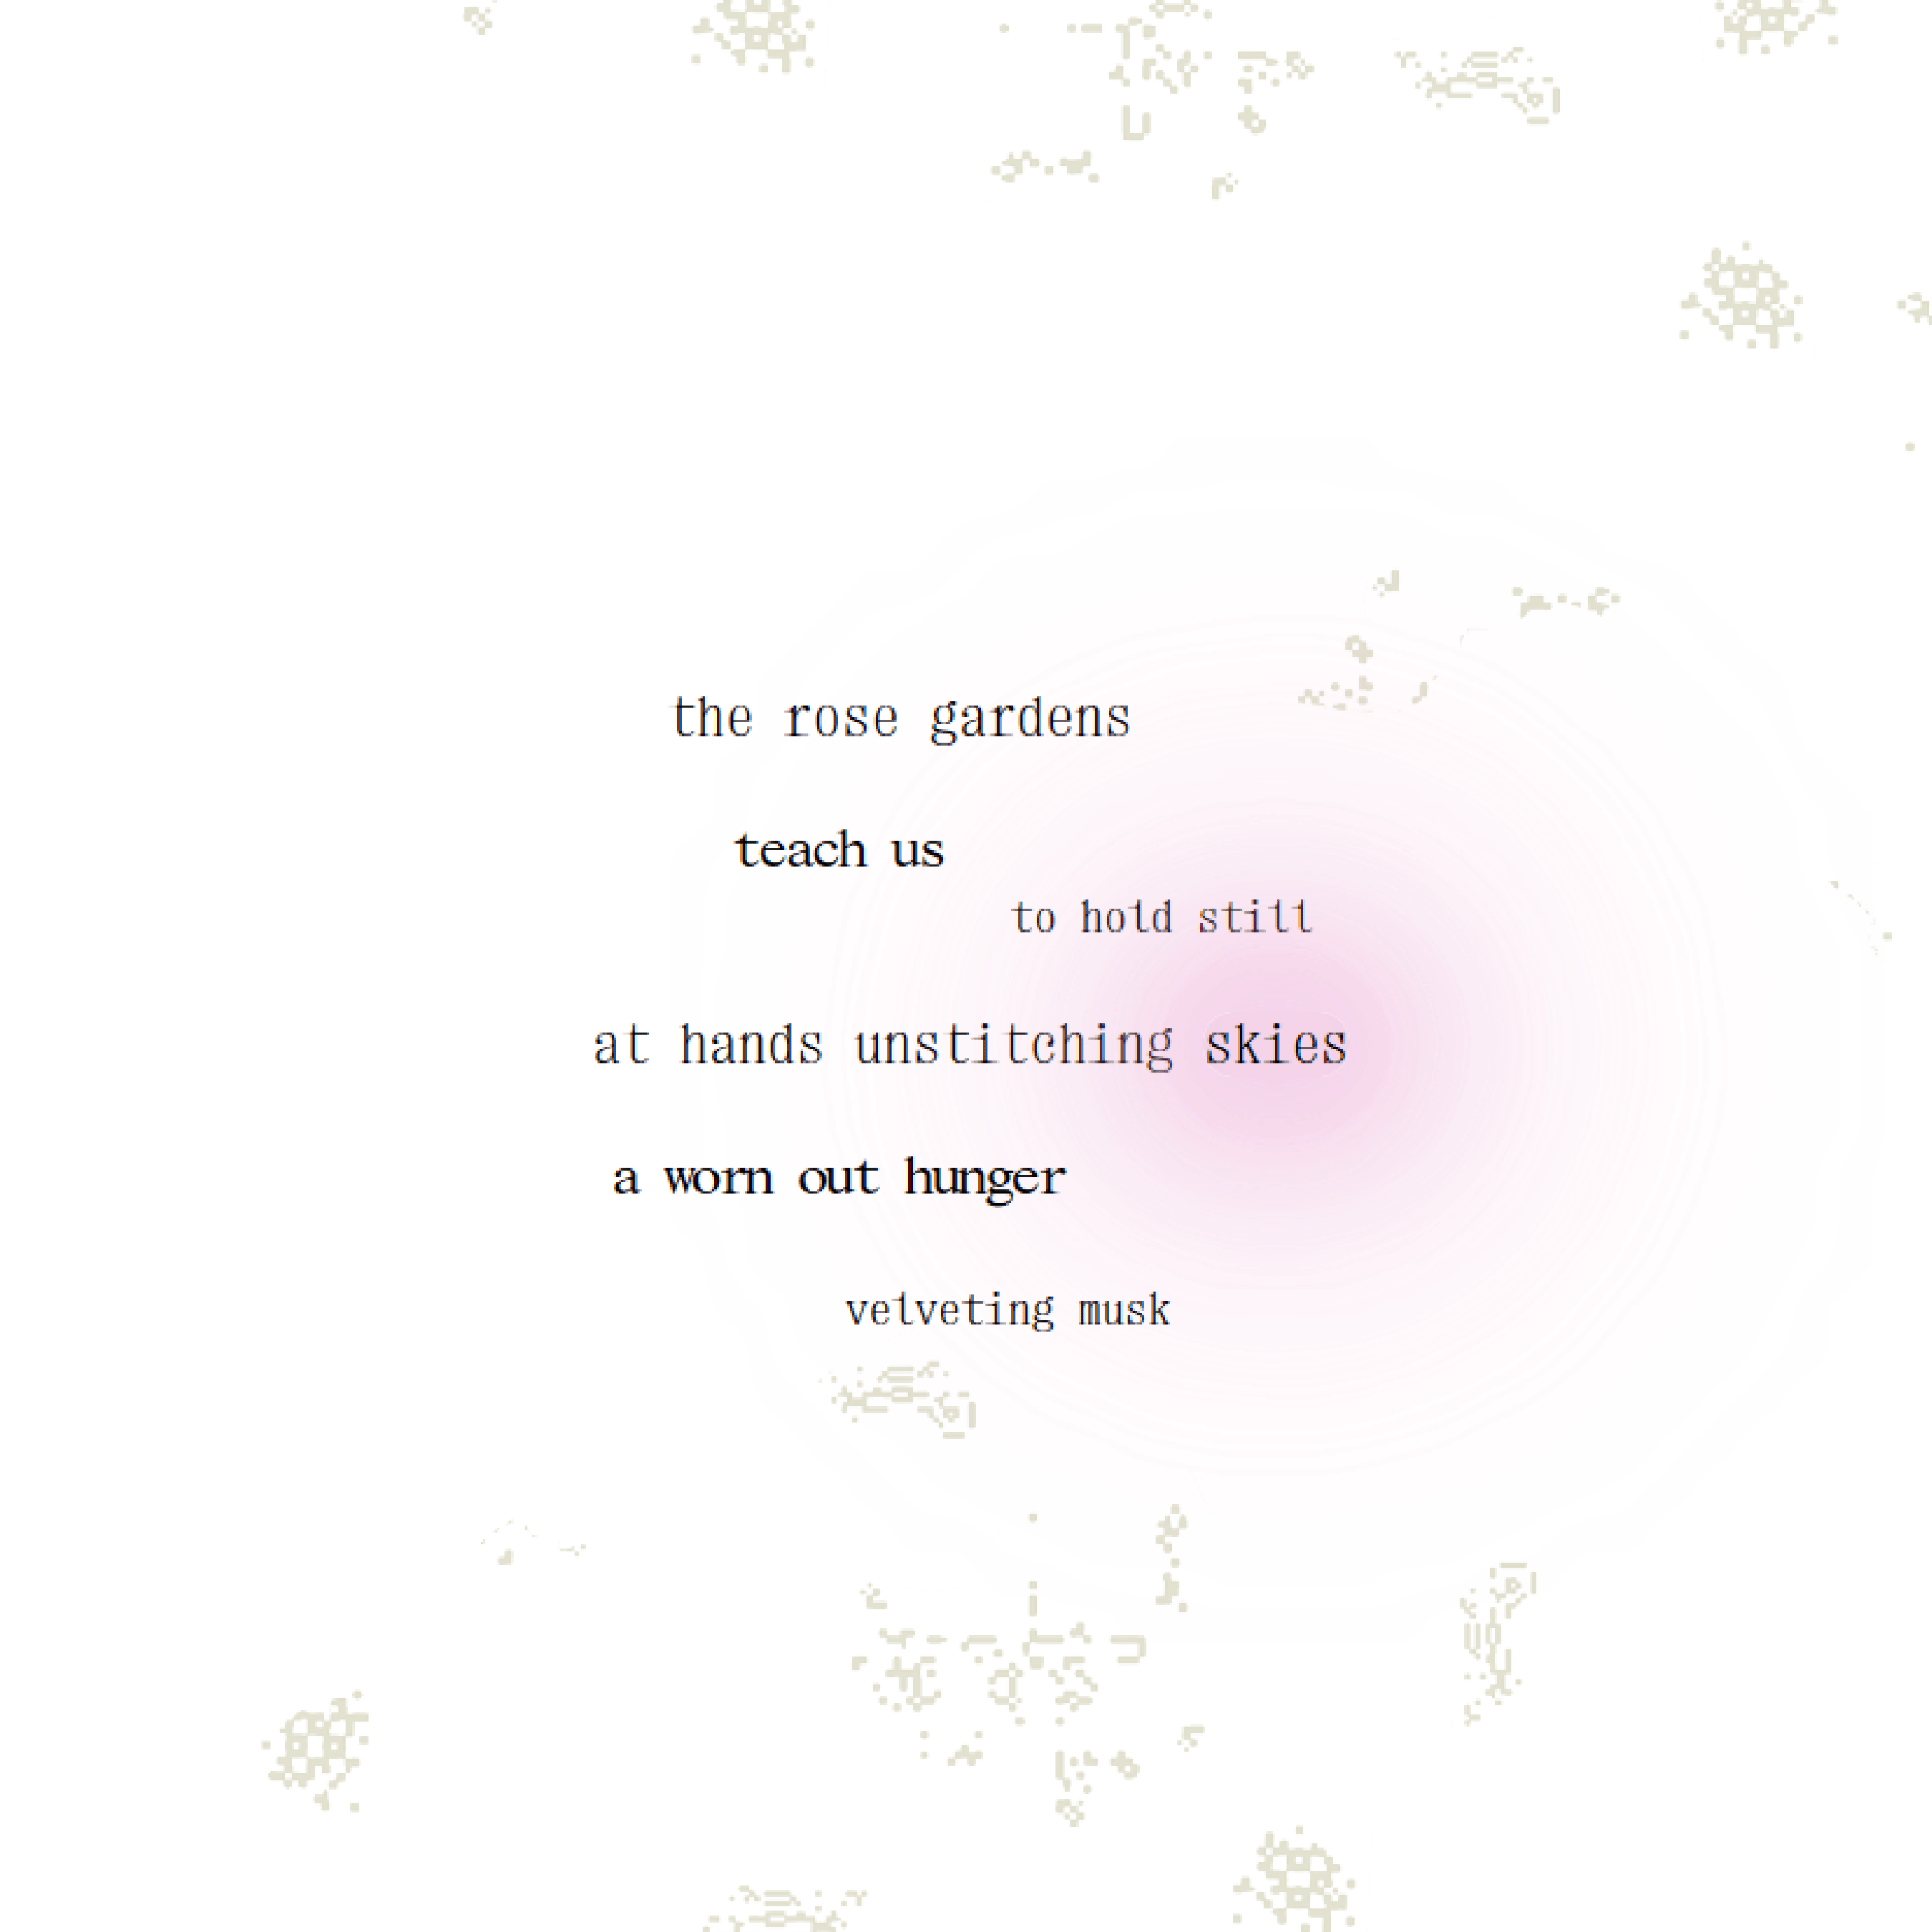 the rose gardens
teach us
to hold still
at hands unstitching skies
a worn out hunger
velveting musk